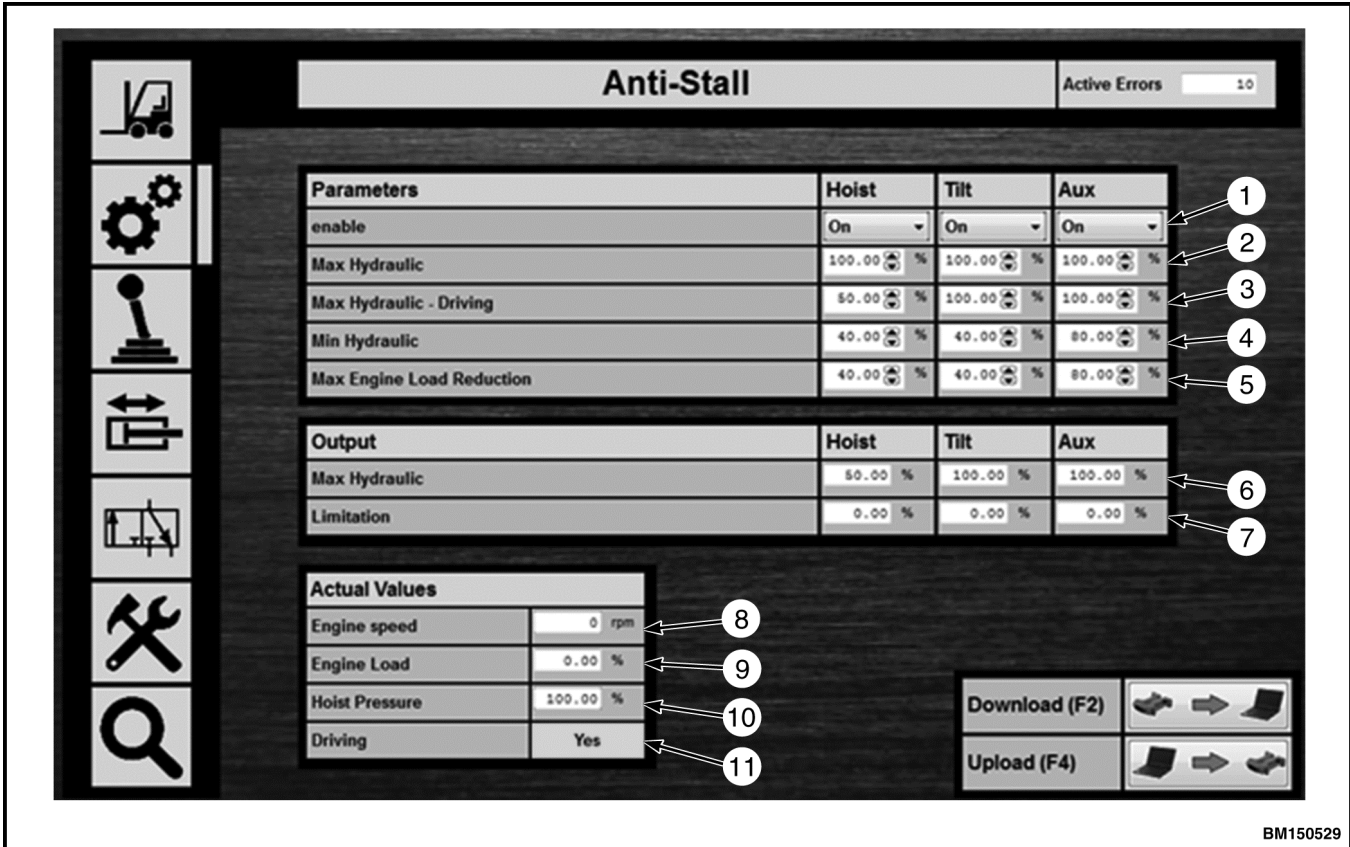 Anti-Stall
Active Errors 10
Parameters Hoist Tilt Aux
enable On On On 1
Max Hydraulic 100.00 % 100.00 % 100.00 % 2
Max Hydraulic - Driving 50.00 % 100.00 % 100.00 % 3
Min Hydraulic 40.00 % 40.00 % 80.00 % 4
Max Engine Load Reduction 40.00 % 40.00 % 80.00 % 5
Output Hoist Tilt Aux
Max Hydraulic 50.00 % 100.00 % 100.00 % 6
Limitation 0.00 % 0.00 % 0.00 % 7
Actual Values
Engine speed 0 rpm 8
Engine Load 0.00 % 9
Hoist Pressure 100.00 % 10
Driving Yes 11
Download (F2)
Upload (F4)
BM150529